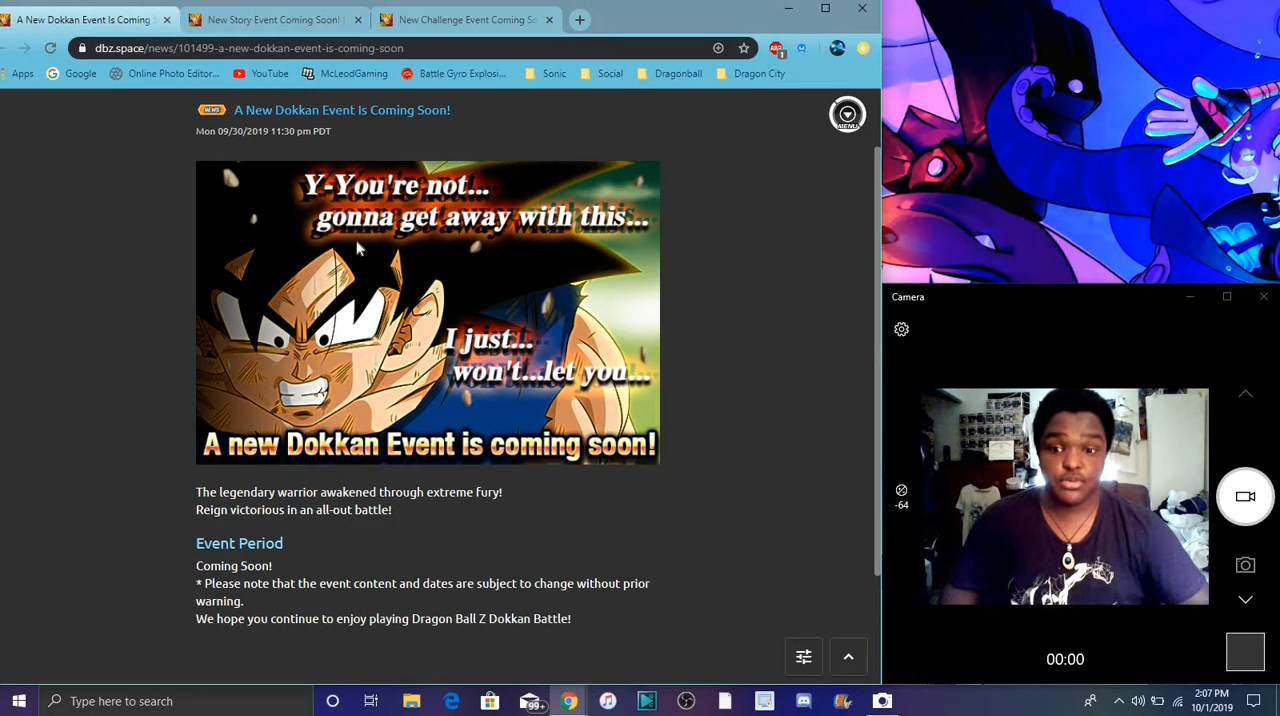 A New Dokkan Event Is Coming S
New Story Event Coming Soon!
New Challenge Event Coming So
dbz.space/news/101499-a-new-dokkan-event-is-coming-soon
Apps
Google
Online Photo Editor...
YouTube
McLeodGaming
Battle Gyro Explosi...
Sonic
Social
Dragonball
Dragon City
NEWS
A New Dokkan Event Is Coming Soon!
MENU
Mon 09/30/2019 11:30 pm PDT
Y-You're not...
gonna get away with this...
I just...
won't...let you...
A new Dokkan Event is coming soon!
The legendary warrior awakened through extreme fury!
Reign victorious in an all-out battle!
Event Period
Coming Soon!
* Please note that the event content and dates are subject to change without prior
warning.
We hope you continue to enjoy playing Dragon Ball Z Dokkan Battle!
Camera
-64
00:00
Type here to search
99+
2:07 PM
10/1/2019